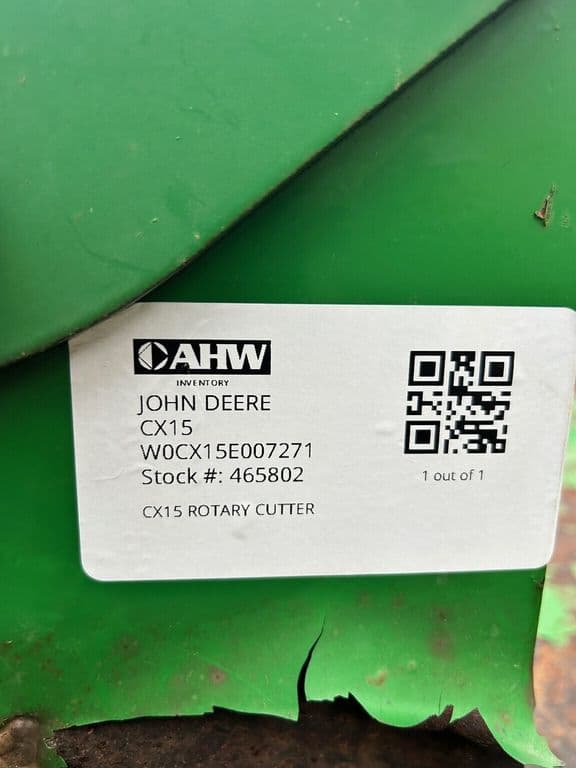 AHW
INVENTORY
JOHN DEERE
CX15
W0CX15E007271
Stock #: 465802
1 out of 1
CX15 ROTARY CUTTER